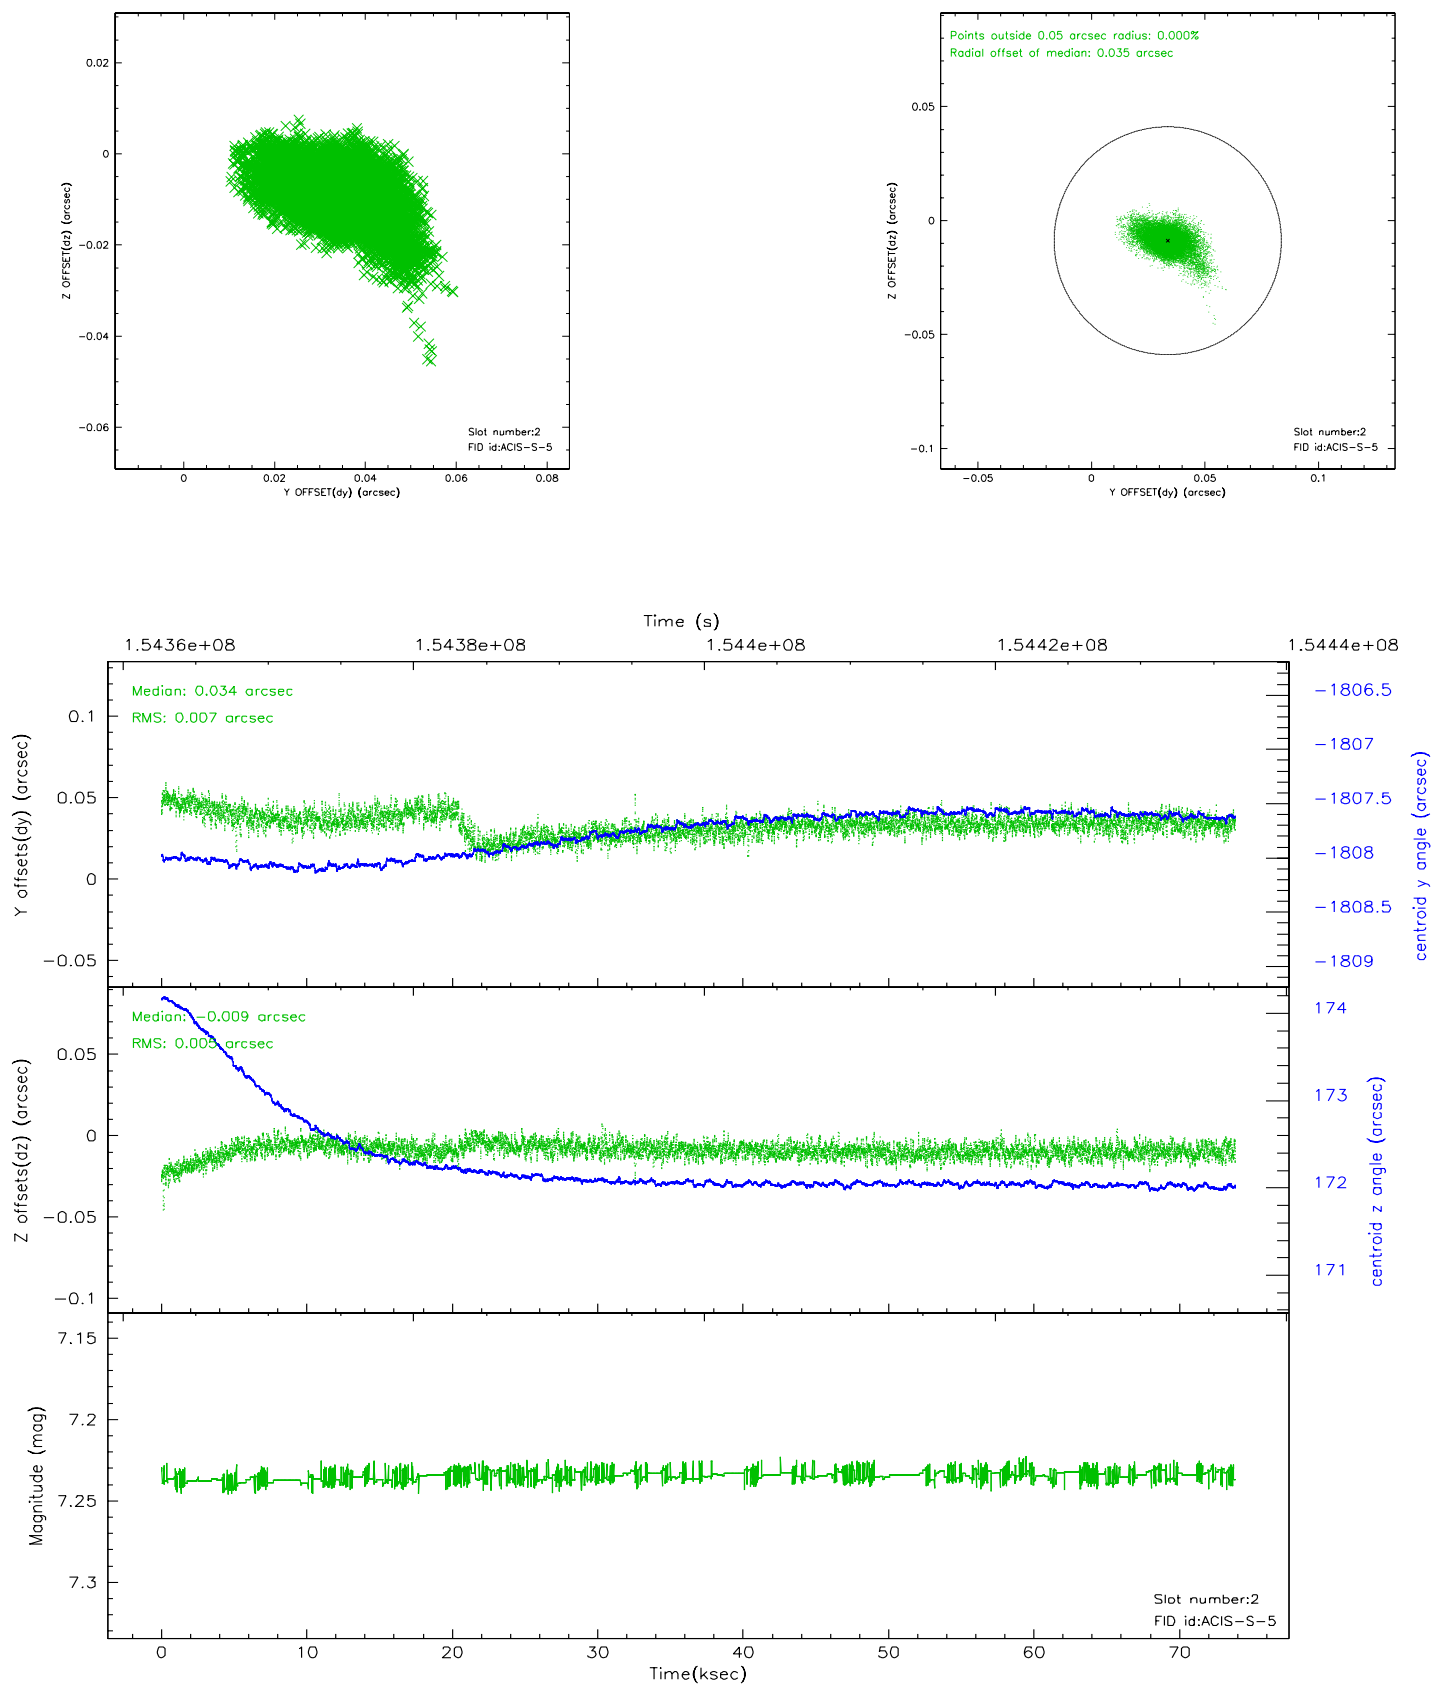 0.02
0
-0.02
-0.04
-0.06
Z OFFSET(dz) (arcsec)
Slot number:2
FID id:ACIS-S-5
0 0.02 0.04 0.06 0.08
Y OFFSET(dy) (arcsec)
Points outside 0.05 arcsec radius: 0.000%
Radial offset of median: 0.035 arcsec
0.05
0
-0.05
-0.1
Z OFFSET(dz) (arcsec)
Slot number:2
FID id:ACIS-S-5
-0.05 0 0.05 0.1
Y OFFSET(dy) (arcsec)
Time (s)
1.5436e+08 1.5438e+08 1.544e+08 1.5442e+08 1.5444e+08
Median: 0.034 arcsec
RMS: 0.007 arcsec
0.1
0.05
0
-0.05
Y offsets(dy) (arcsec)
-1806.5
-1807
-1807.5
-1808
-1808.5
-1809
centroid y angle (arcsec)
Median: -0.009 arcsec
RMS: 0.005 arcsec
0.05
0
-0.05
-0.1
Z offsets(dz) (arcsec)
174
173
172
171
centroid z angle (arcsec)
7.15
7.2
7.25
7.3
Magnitude (mag)
Slot number:2
FID id:ACIS-S-5
0 10 20 30 40 50 60 70
Time(ksec)